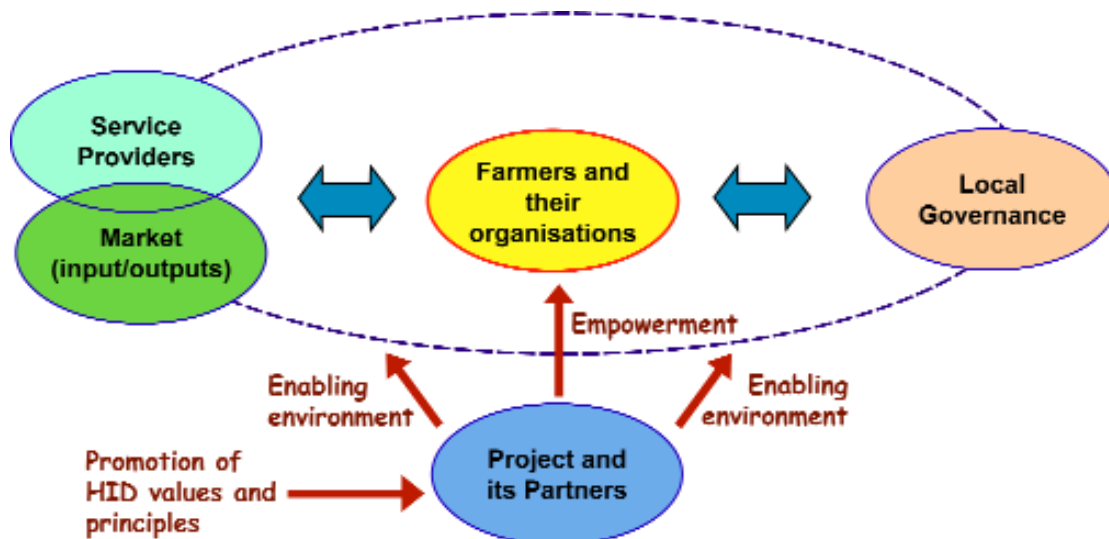 Service
Providers
Market
(input/outputs)
Farmers and
their
organisations
Local
Governance
Empowerment
Enabling
environment
Enabling
environment
Promotion of
HID values and
principles
Project and
its Partners